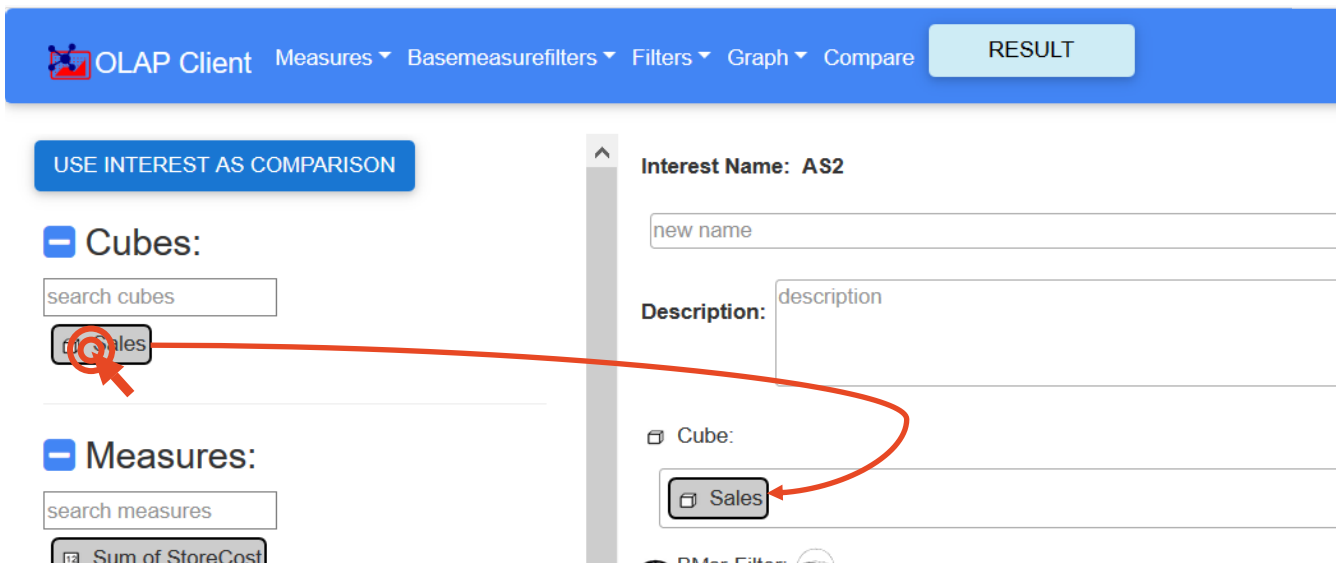 OLAP Client Measures Basemeasurefilters Filters Graph Compare RESULT
USE INTEREST AS COMPARISON
Interest Name: AS2
new name
Cubes:
search cubes
Sales
Description:
description
Cube:
Sales
Measures:
search measures
Sum of StoreCost